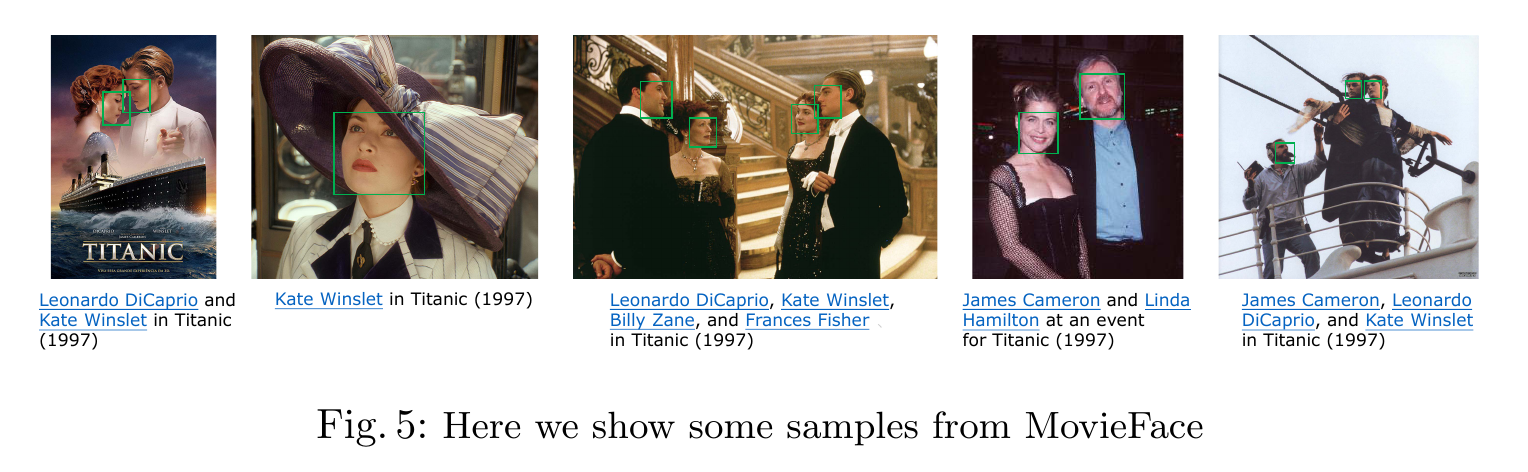 DICAPRIO WINSLET
TITANIC
Leonardo DiCaprio and
Kate Winslet in Titanic
(1997)
Kate Winslet in Titanic (1997)
Leonardo DiCaprio, Kate Winslet,
Billy Zane, and Frances Fisher
in Titanic (1997)
James Cameron and Linda
Hamilton at an event
for Titanic (1997)
James Cameron, Leonardo
DiCaprio, and Kate Winslet
in Titanic (1997)
Fig. 5: Here we show some samples from MovieFace